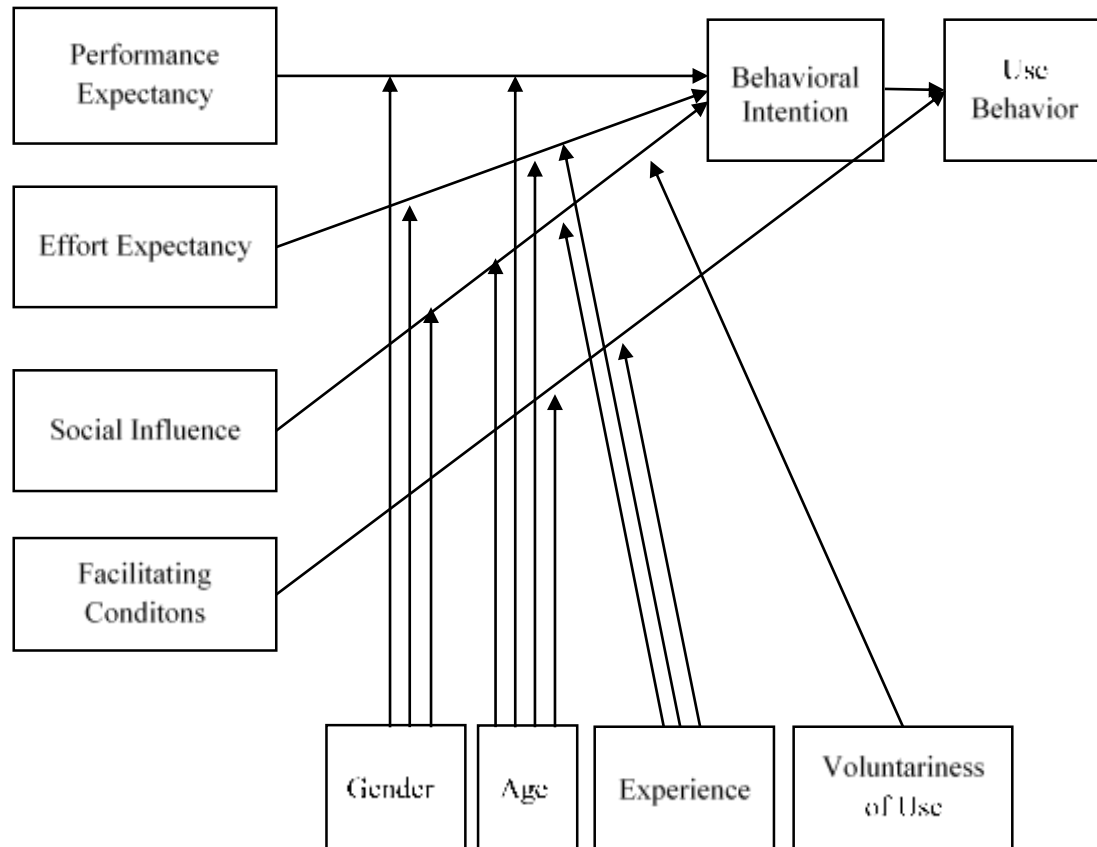 Performance
Expectancy
Behavioral
Intention
Use
Behavior
Effort Expectancy
Social Influence
Facilitating
Conditons
Gender
Age
Experience
Voluntariness
of Use